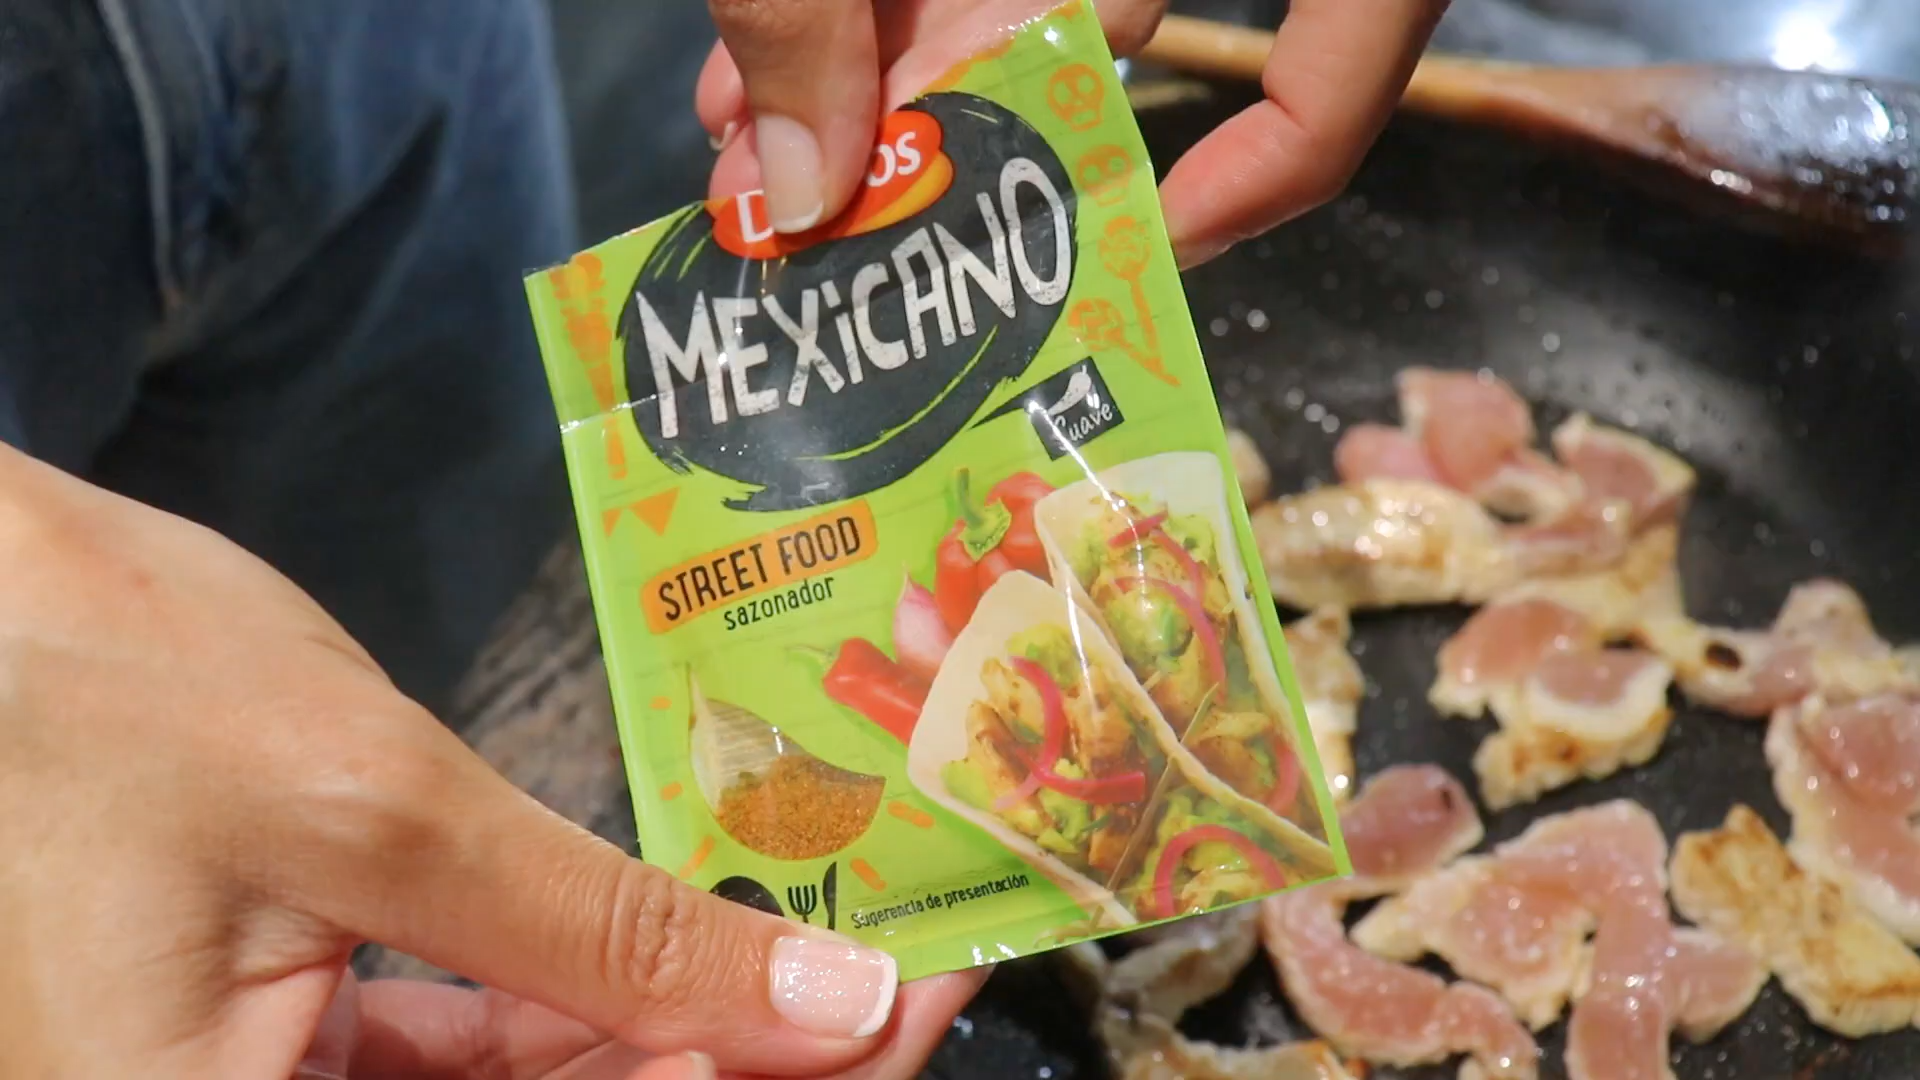 MEXiCANO
Suave
STREET FOOD
sazonador
Sugerencia de presentación